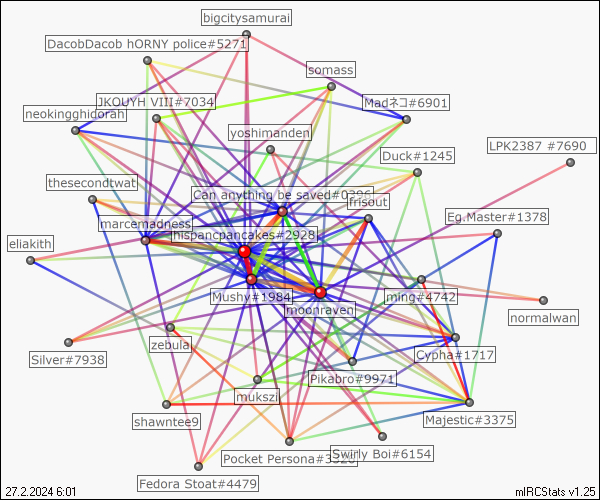 bigcitysamurai
DacobDacob hORNY police#5271
somass
JKOUYH VIII#7034
Madネコ#6901
neokingghidorah
yoshimanden
LPK2387 #7690
Duck#1245
thesecondtwat
Can anything be saved#0396
frisout
marcemadness
Eg.Master#1378
hispancpancakes#2928
eliakith
Mushy#1984
ming#4742
moonraven
normalwan
zebula
Silver#7938
Cypha#1717
Pikabro#9971
mukszii
shawntee9
Majestic#3375
Pocket Persona#3326
Swirly Boi#6154
Fedora Stoat#4479
27.2.2024 6:01
mIRCStats v1.25